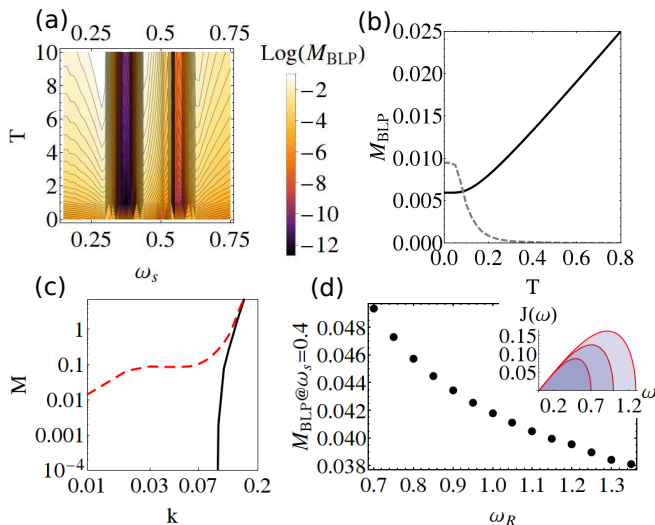 (a)
0.25 0.50 0.75
Log(M_BLP)
T
10
8
6
4
2
0
0.25 0.5 0.75
ω_s
−2
−4
−6
−8
−10
−12
(b)
M_BLP
0.025
0.020
0.015
0.010
0.005
0.000
0.0 0.2 0.4 0.6 0.8
T
(c)
M
1
0.1
0.01
0.001
10^-4
0.01 0.03 0.07 0.2
k
(d)
M_BLP@ω_s=0.4
0.048
0.046
0.044
0.042
0.040
0.038
0.7 0.8 0.9 1.0 1.1 1.2 1.3
ω_R
J(ω)
0.15
0.10
0.05
0.2 0.7 1.2
ω